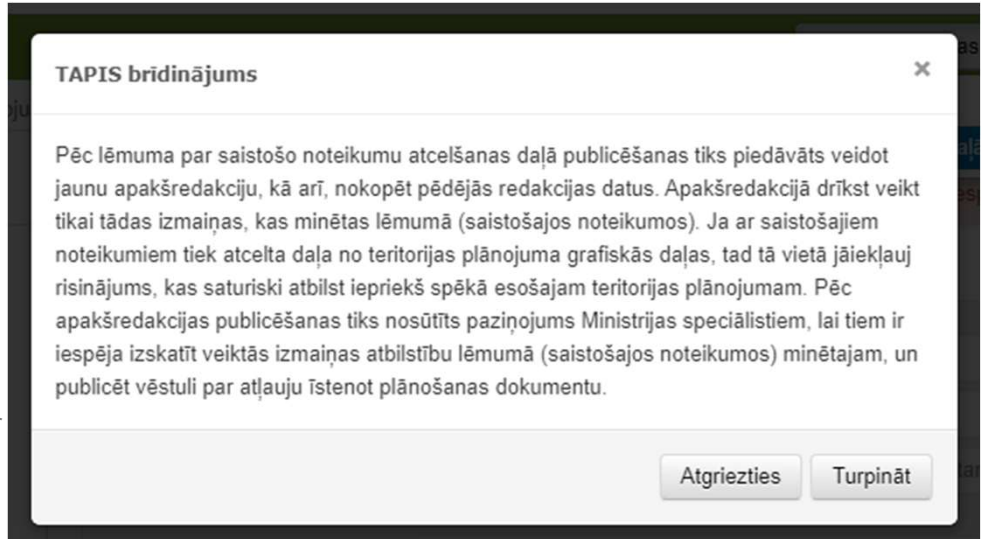 TAPIS brīdinājums ×
Pēc lēmuma par saistošo noteikumu atcelšanas daļā publicēšanas tiks piedāvāts veidot
jaunu apakšredakciju, kā arī, nokopēt pēdējās redakcijas datus. Apakšredakcijā drīkst veikt
tikai tādas izmaiņas, kas minētas lēmumā (saistošajos noteikumos). Ja ar saistošajiem
noteikumiem tiek atcelta daļa no teritorijas plānojuma grafiskās daļas, tad tā vietā jāiekļauj
risinājums, kas saturiski atbilst iepriekš spēkā esošajam teritorijas plānojumam. Pēc
apakšredakcijas publicēšanas tiks nosūtīts paziņojums Ministrijas speciālistiem, lai tiem ir
iespēja izskatīt veiktās izmaiņas atbilstību lēmumā (saistošajos noteikumos) minētajam, un
publicēt vēstuli par atļauju īstenot plānošanas dokumentu.
Atgriezties Turpināt